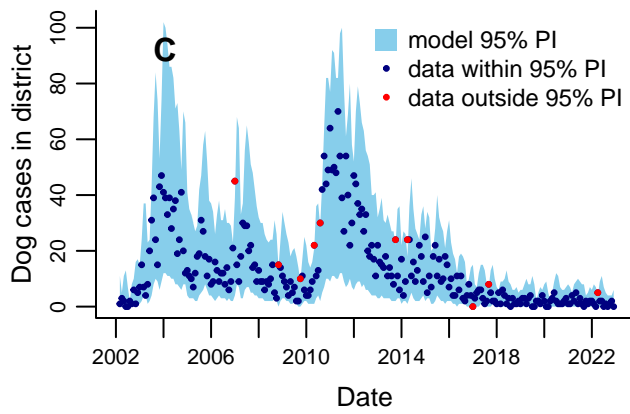 C
model 95% PI
data within 95% PI
data outside 95% PI
Dog cases in district
100
80
60
40
20
0
2002 2006 2010 2014 2018 2022
Date